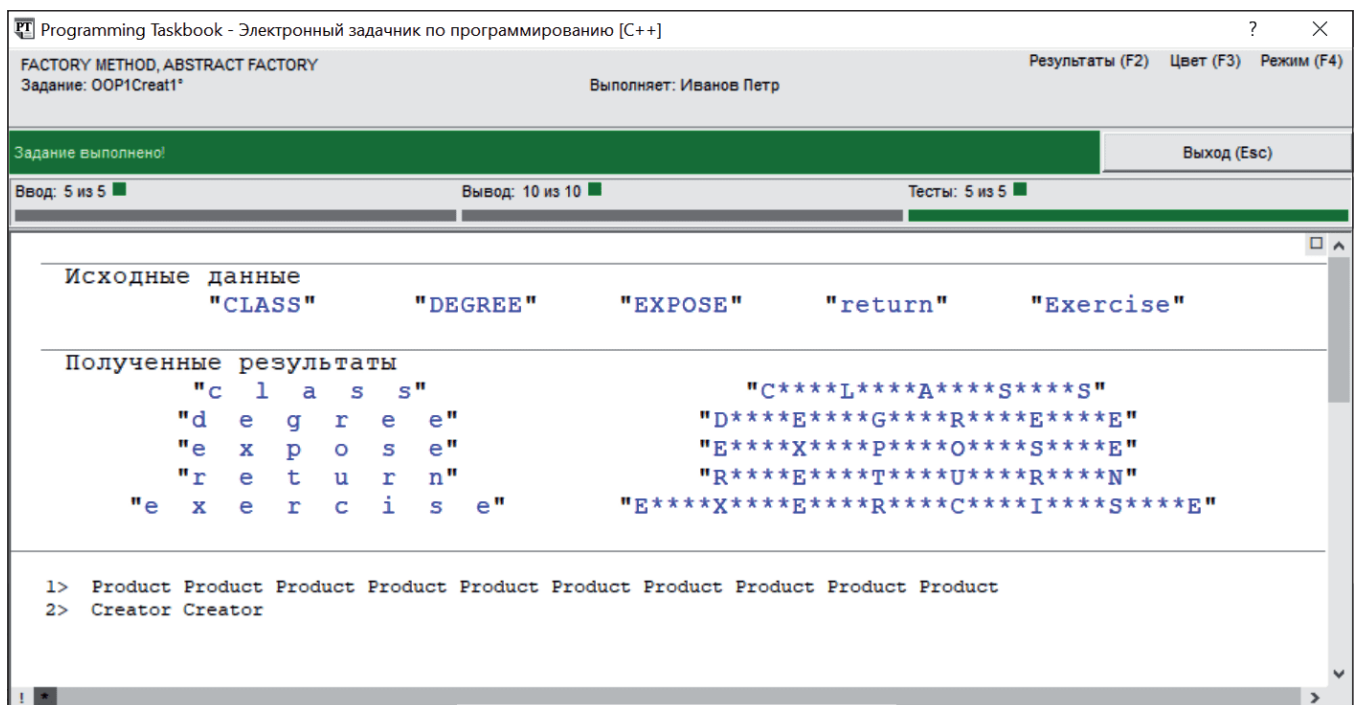 PT Programming Taskbook - Электронный задачник по программированию [C++] ? ×
FACTORY METHOD, ABSTRACT FACTORY Результаты (F2) Цвет (F3) Режим (F4)
Задание: OOP1Creat1° Выполняет: Иванов Петр
Задание выполнено! Выход (Esc)
Ввод: 5 из 5 Вывод: 10 из 10 Тесты: 5 из 5
Исходные данные
"CLASS" "DEGREE" "EXPOSE" "return" "Exercise"
Полученные результаты
"c l a s s" "C****L****A****S****S"
"d e g r e e" "D****E****G****R****E****E"
"e x p o s e" "E****X****P****O****S****E"
"r e t u r n" "R****E****T****U****R****N"
"e x e r c i s e" "E****X****E****R****C****I****S****E"
1> Product Product Product Product Product Product Product Product Product Product
2> Creator Creator
! *